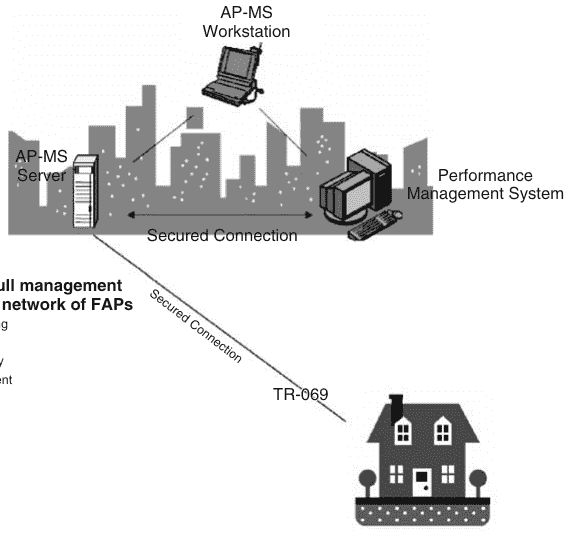 AP-MS
Workstation
AP-MS
Server
Performance
Management System
Secured Connection
ull management
network of FAPs
g
Secured Connection
y
ent
TR-069